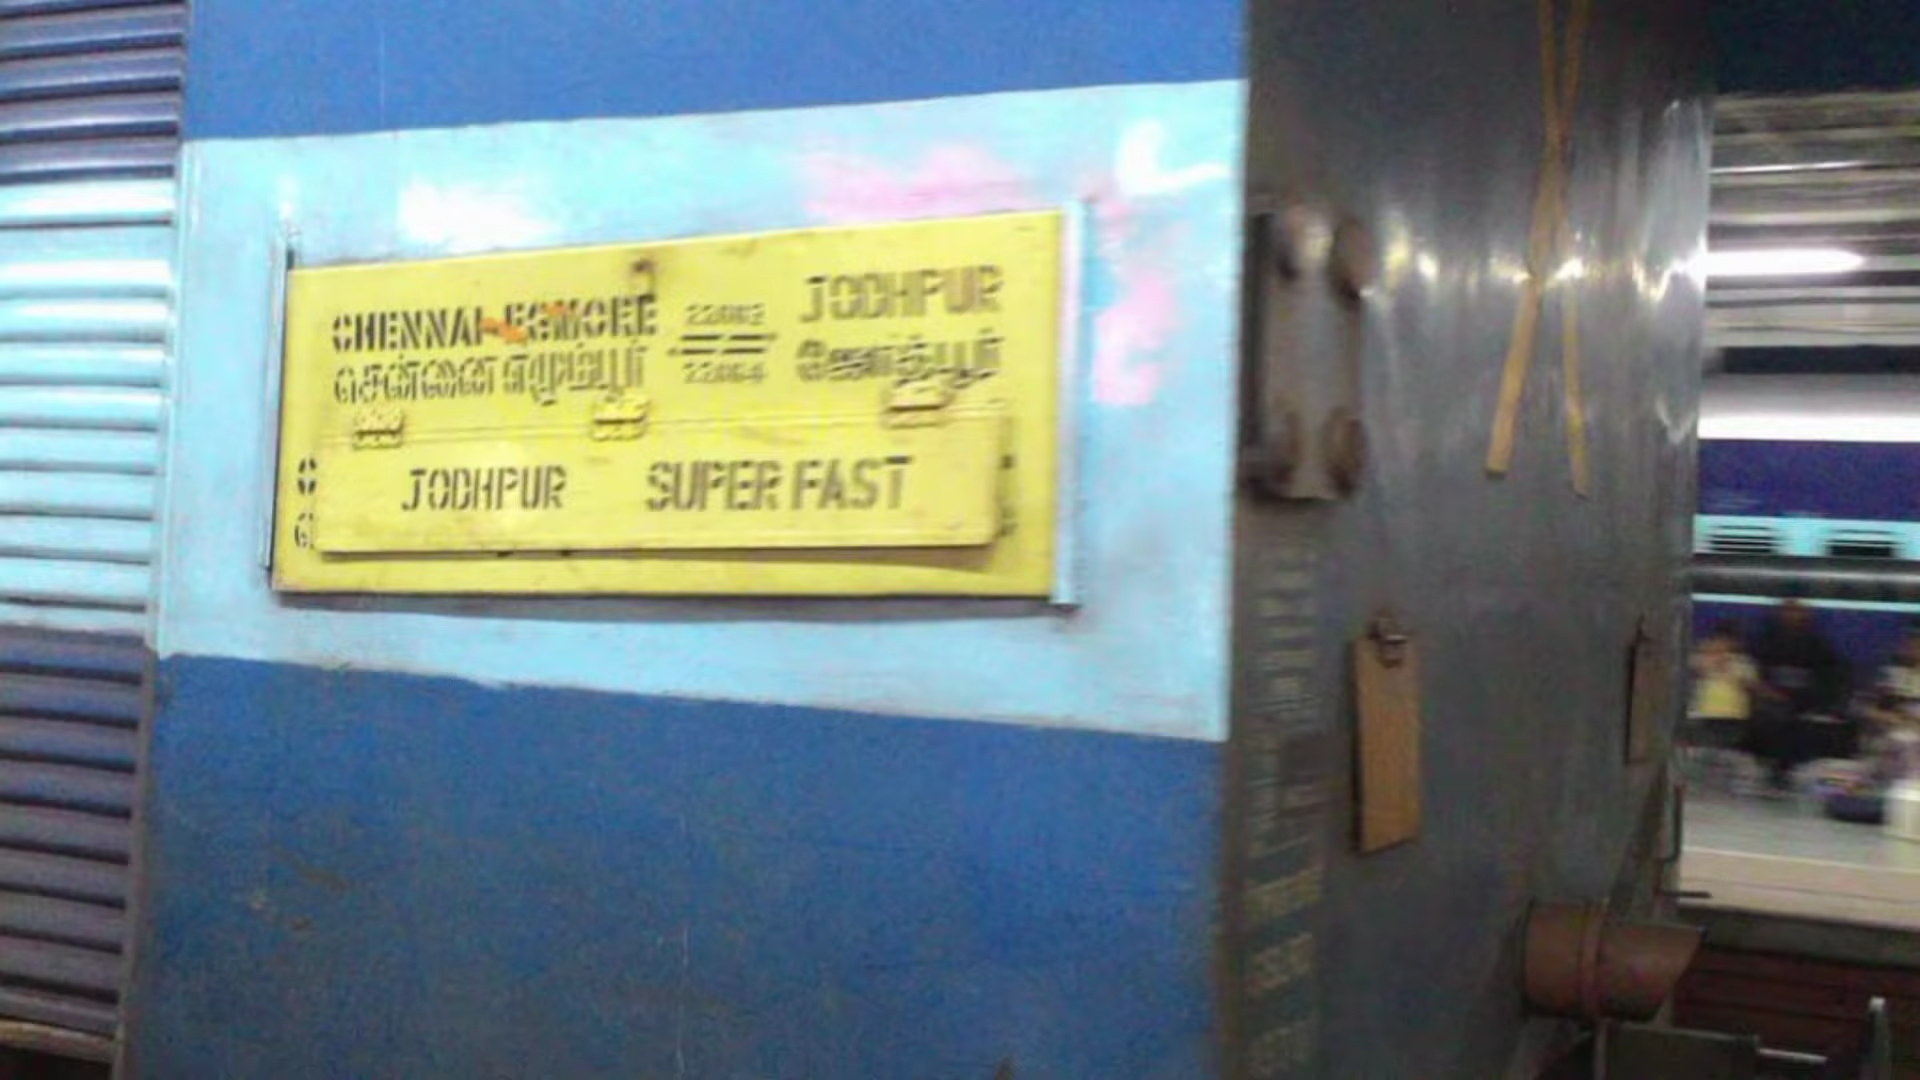 CHENNAI EGMORE 22663 JODHPUR
சென்னை எழும்பூர் 22664 ஜோத்பூர்
JODHPUR SUPER FAST